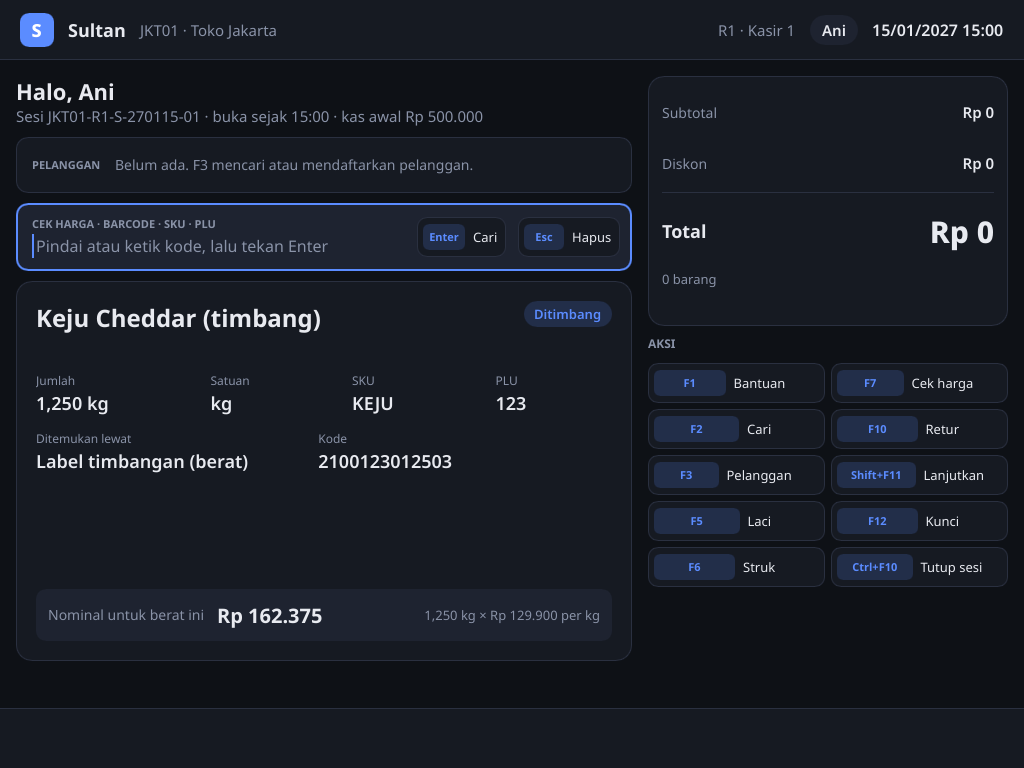 S Sultan JKT01 · Toko Jakarta R1 · Kasir 1 Ani 15/01/2027 15:00
Halo, Ani
Sesi JKT01-R1-S-270115-01 · buka sejak 15:00 · kas awal Rp 500.000
PELANGGAN Belum ada. F3 mencari atau mendaftarkan pelanggan.
CEK HARGA · BARCODE · SKU · PLU
Pindai atau ketik kode, lalu tekan Enter
Enter Cari Esc Hapus
Keju Cheddar (timbang) Ditimbang
Jumlah Satuan SKU PLU
1,250 kg kg KEJU 123
Ditemukan lewat Kode
Label timbangan (berat) 2100123012503
Nominal untuk berat ini Rp 162.375 1,250 kg × Rp 129.900 per kg
Subtotal Rp 0
Diskon Rp 0
Total Rp 0
0 barang
AKSI
F1 Bantuan F7 Cek harga
F2 Cari F10 Retur
F3 Pelanggan Shift+F11 Lanjutkan
F5 Laci F12 Kunci
F6 Struk Ctrl+F10 Tutup sesi